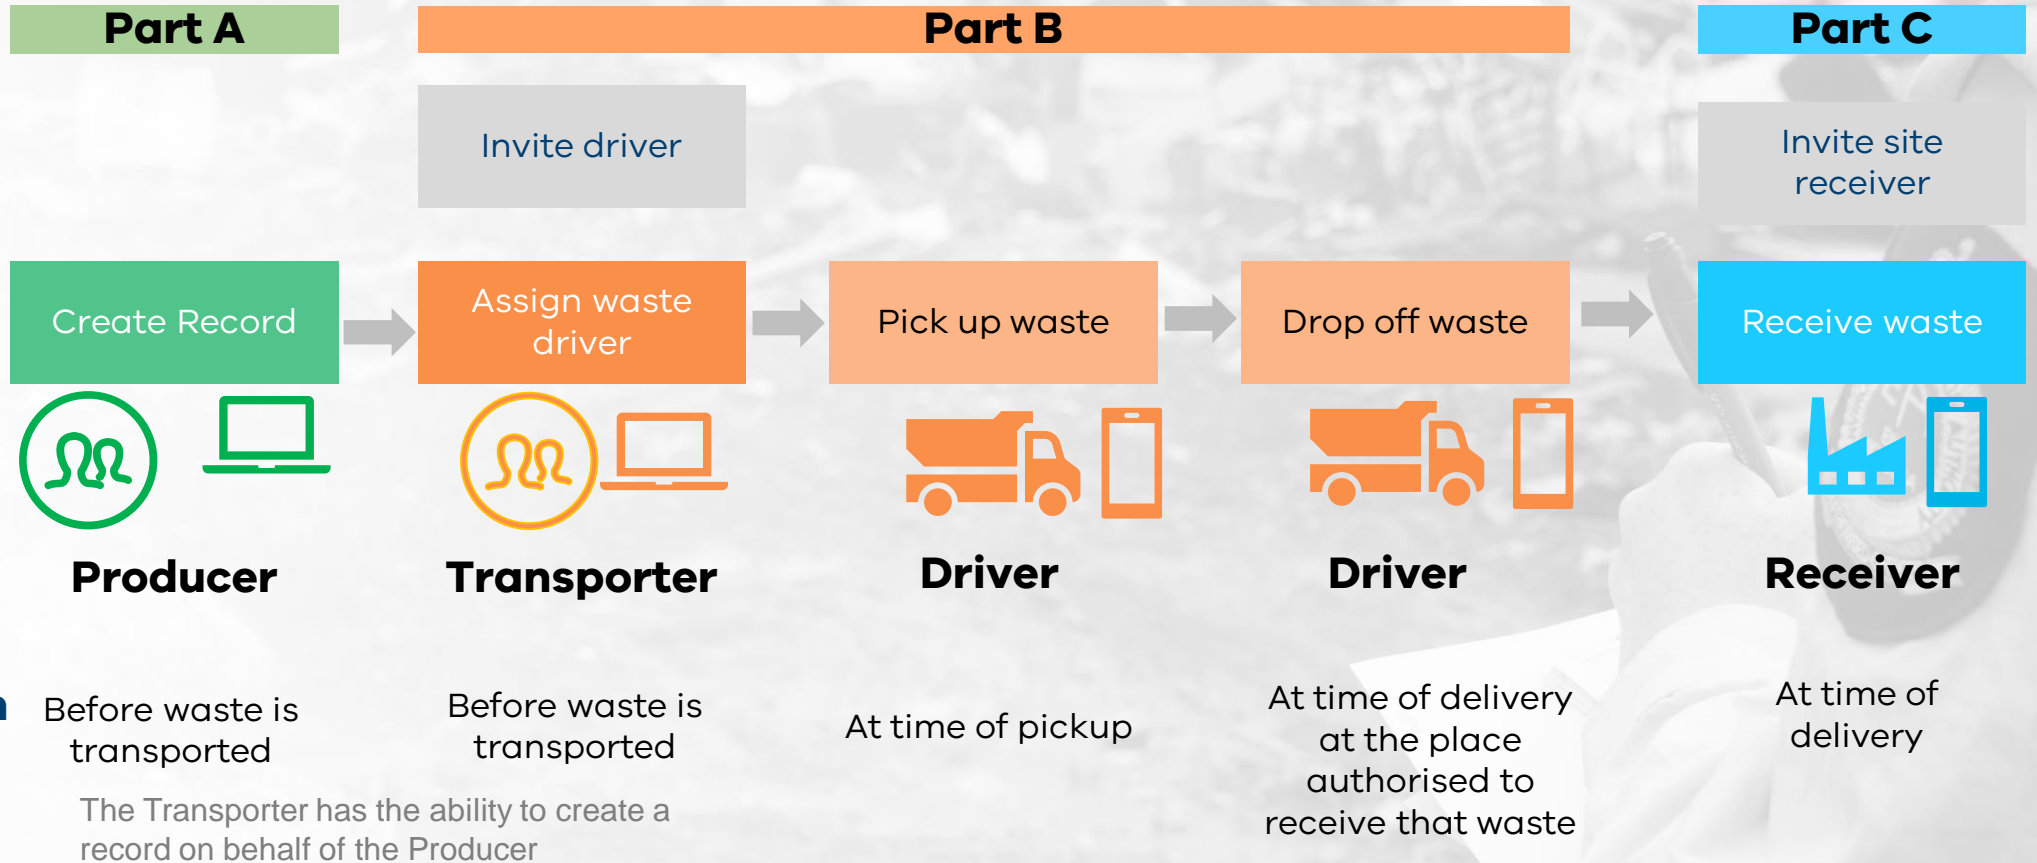 Part A
Part B
Part C
Invite driver
Invite site
receiver
Create Record
Assign waste
driver
Pick up waste
Drop off waste
Receive waste
Producer
Transporter
Driver
Driver
Receiver
Before waste is
transported
Before waste is
transported
At time of pickup
At time of delivery
at the place
authorised to
receive that waste
At time of
delivery
The Transporter has the ability to create a
record on behalf of the Producer